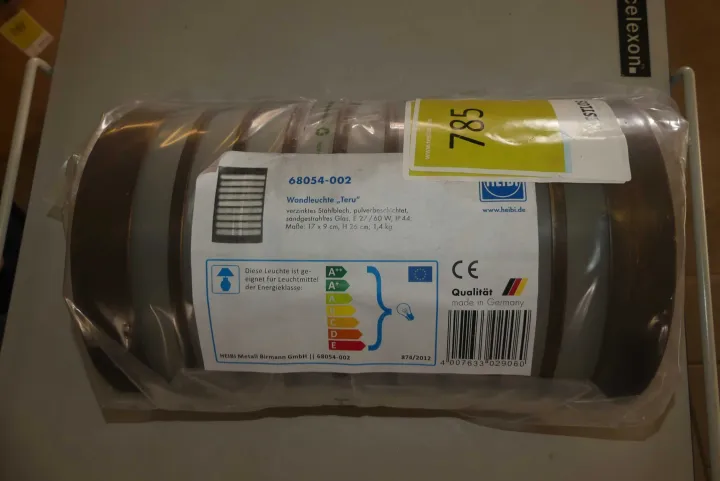 celexon
785
68054-002
Wandleuchte „Teru"
verzinktes Stahlblech, pulverbeschichtet,
sandgestrahltes Glas, E 27/60 W, IP 44.
Maße: 17 x 9 cm, H 26 cm, 1,4 kg
HEIBI
www.heibi.de
Diese Leuchte ist ge-
eignet für Leuchtmittel
der Energieklasse:
A++
A+
A
B
C
D
E
CE
Qualität
made in Germany
HEIBI Metall Birmann GmbH || 68054-002
874/2012
4 007633 029060